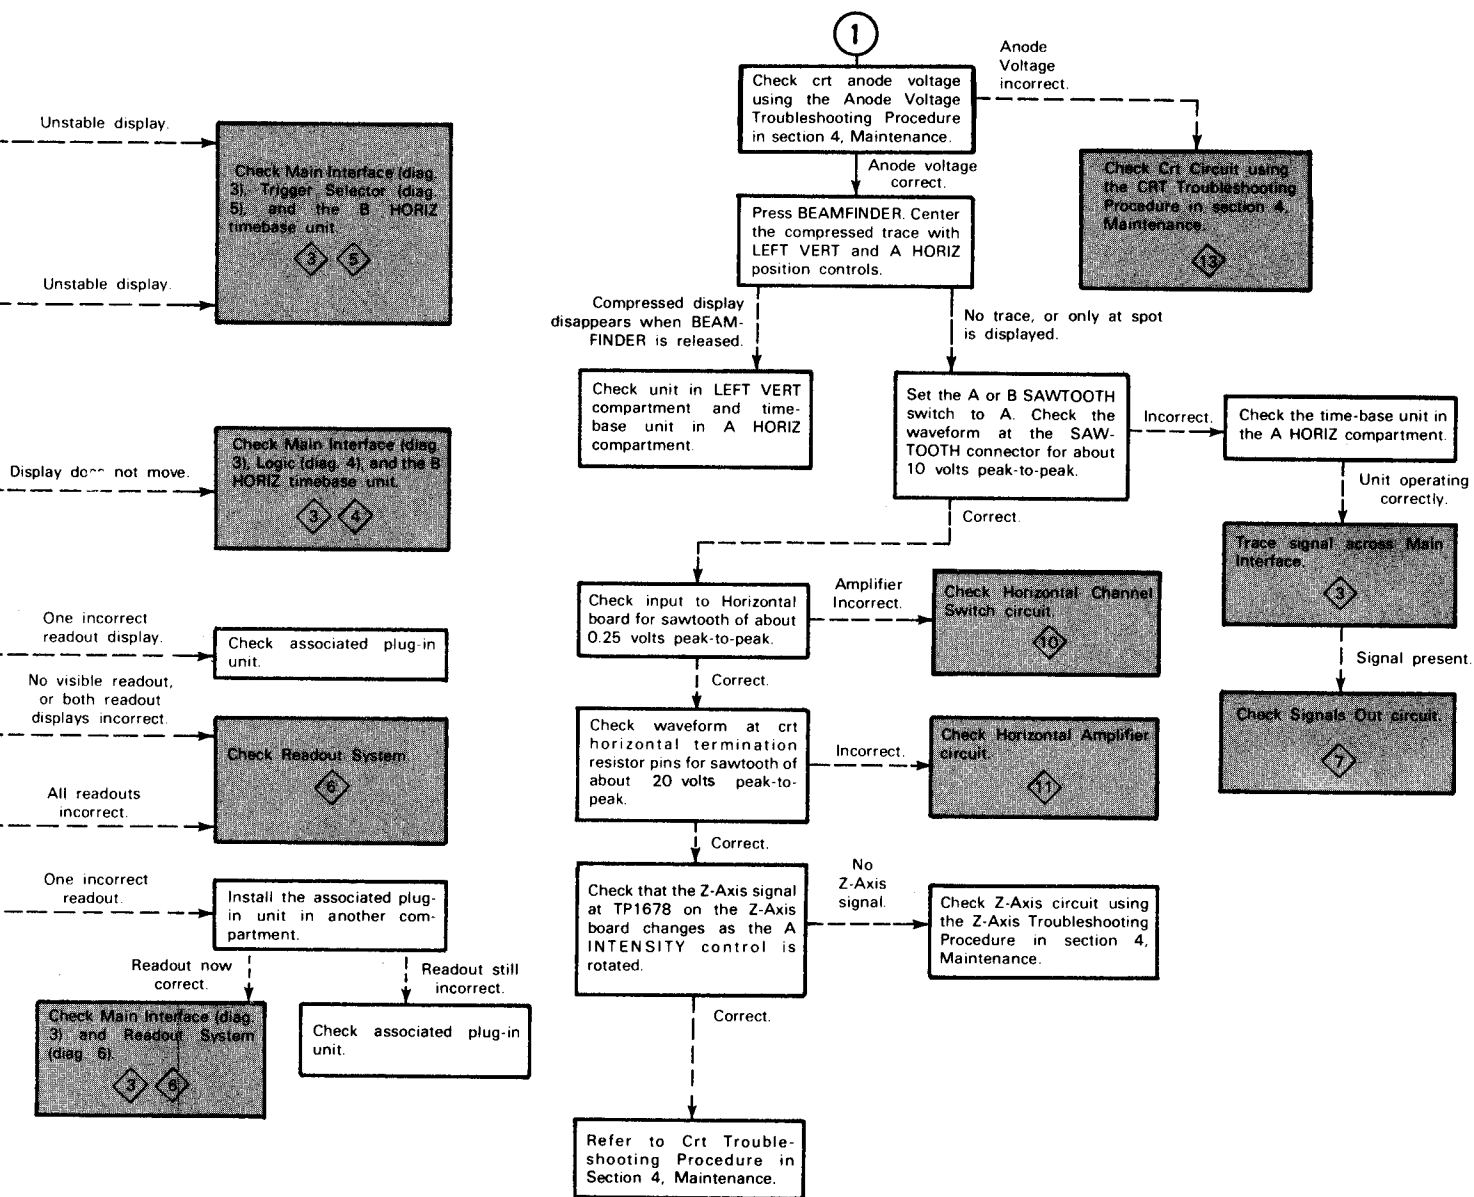 Unstable display.
Check Main Interface (diag.
3), Trigger Selector (diag.
5), and the B HORIZ
timebase unit.
3 5
Unstable display.
Display not move.
Check Main Interface (diag.
3), Logic (diag. 4), and the B
HORIZ timebase unit.
3 4
One incorrect
readout display.
Check associated plug-in
unit.
No visible readout,
or both readout
displays incorrect.
Check Readout System
6
All readouts
incorrect.
One incorrect
readout.
Install the associated plug-
in unit in another com-
partment.
Readout now
correct.
Readout still
incorrect.
Check Main Interface (diag.
3) and Readout System
(diag. 6).
3 6
Check associated plug-in
unit.
1
Check crt anode voltage
using the Anode Voltage
Troubleshooting Procedure
in section 4, Maintenance.
Anode
Voltage
incorrect.
Check Crt Circuit using
the CRT Troubleshooting
Procedure in section 4,
Maintenance.
13
Anode voltage
correct.
Press BEAMFINDER. Center
the compressed trace with
LEFT VERT and A HORIZ
position controls.
Compressed display
disappears when BEAM-
FINDER is released.
No trace, or only at spot
is displayed.
Check unit in LEFT VERT
compartment and time-
base unit in A HORIZ
compartment.
Set the A or B SAWTOOTH
switch to A. Check the
waveform at the SAW-
TOOTH connector for about
10 volts peak-to-peak.
Incorrect.
Check the time-base unit in
the A HORIZ compartment.
Unit operating
correctly.
Trace signal across Main
Interface.
3
Signal present.
Check Signals Out circuit.
7
Correct.
Check input to Horizontal
board for sawtooth of about
0.25 volts peak-to-peak.
Amplifier
Incorrect.
Check Horizontal Channel
Switch circuit.
10
Correct.
Check waveform at crt
horizontal termination
resistor pins for sawtooth of
about 20 volts peak-to-
peak.
Incorrect.
Check Horizontal Amplifier
circuit.
11
Correct.
Check that the Z-Axis signal
at TP1678 on the Z-Axis
board changes as the A
INTENSITY control is
rotated.
No
Z-Axis
signal.
Check Z-Axis circuit using
the Z-Axis Troubleshooting
Procedure in section 4,
Maintenance.
Correct.
Refer to Crt Trouble-
shooting Procedure in
Section 4, Maintenance.